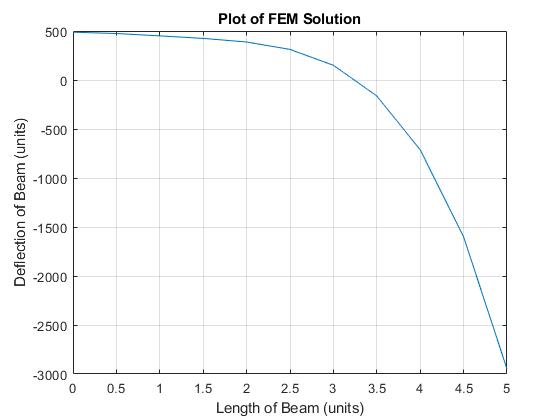 Plot of FEM Solution
500
0
-500
-1000
-1500
-2000
-2500
-3000
Deflection of Beam (units)
0 0.5 1 1.5 2 2.5 3 3.5 4 4.5 5
Length of Beam (units)